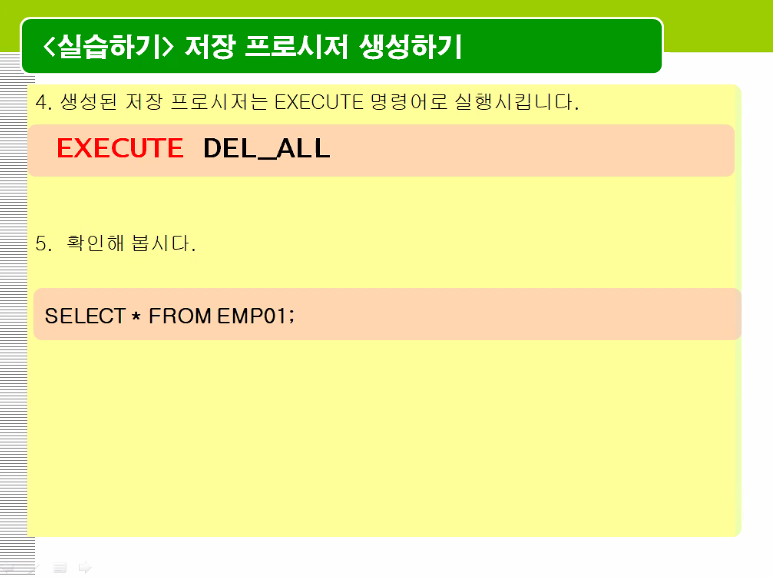 <실습하기> 저장 프로시저 생성하기
4. 생성된 저장 프로시저는 EXECUTE 명령어로 실행시킵니다.
EXECUTE DEL_ALL
5. 확인해 봅시다.
SELECT * FROM EMP01;